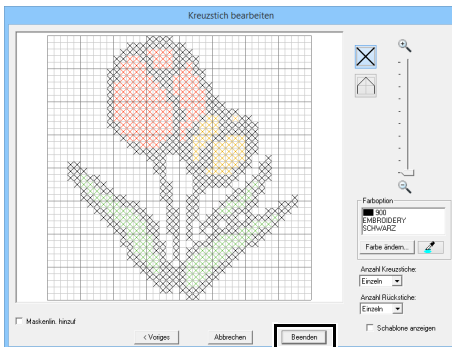 Kreuzstich bearbeiten
Farboption
900
EMBROIDERY
SCHWARZ
Farbe ändern...
Anzahl Kreuzstiche:
Einzeln
Anzahl Rückstiche:
Einzeln
Schablone anzeigen
Maskenlin. hinzuf
< Voriges
Abbrechen
Beenden